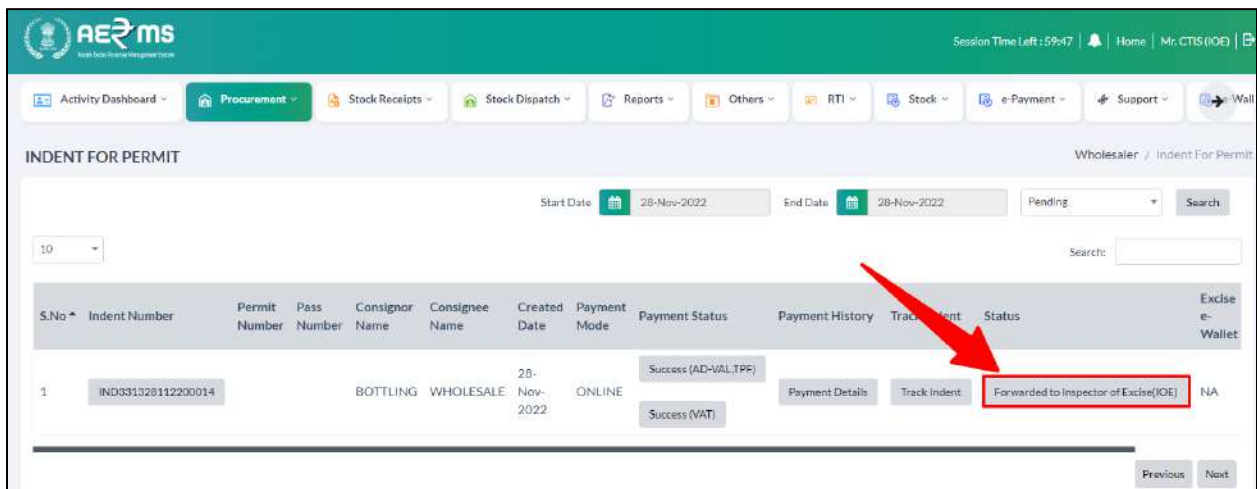 AERMS
Session Time Left : 59:47 | Home | Mr. CTIS (IOE)
Activity Dashboard Procurement Stock Receipts Stock Dispatch Reports Others RTI Stock e-Payment Support Wall
INDENT FOR PERMIT
Wholesaler / Indent For Permit
Start Date 28-Nov-2022 End Date 28-Nov-2022 Pending Search
10 Search:
S.No Indent Number Permit Number Pass Number Consignor Name Consignee Name Created Date Payment Mode Payment Status Payment History Status Excise e-Wallet
1 IND331328112200014 BOTTLING WHOLESALE 28-Nov-2022 ONLINE Success (AD-VAL,TPF) Success (VAT) Payment Details Track Indent Forwarded to Inspector of Excise(IOE) NA
Previous Next